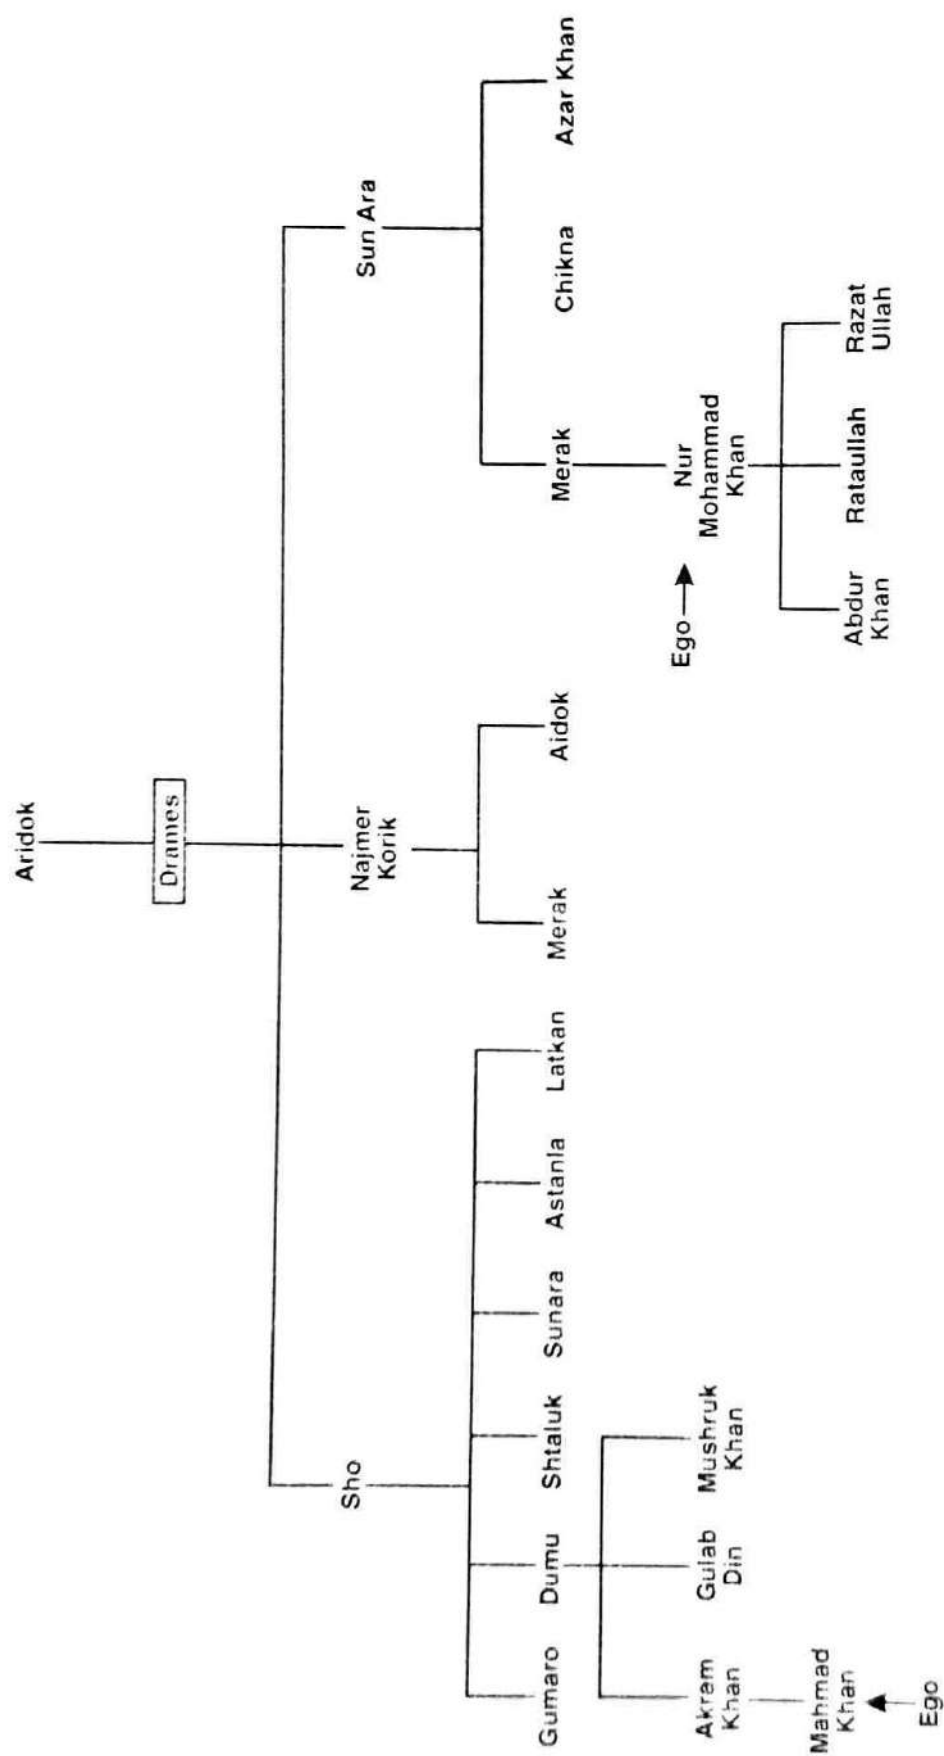 Aridok
Drames
Sho
Najmer
Korik
Sun Ara
Gumaro
Dumu
Shtaluk
Sunara
Astanla
Latkan
Merak
Aidok
Merak
Chikna
Azar Khan
Akram
Khan
Gulab
Din
Mushruk
Khan
Ego
Nur
Mohammad
Khan
Mahmad
Khan
Abdur
Khan
Rataullah
Razat
Ullah
Ego